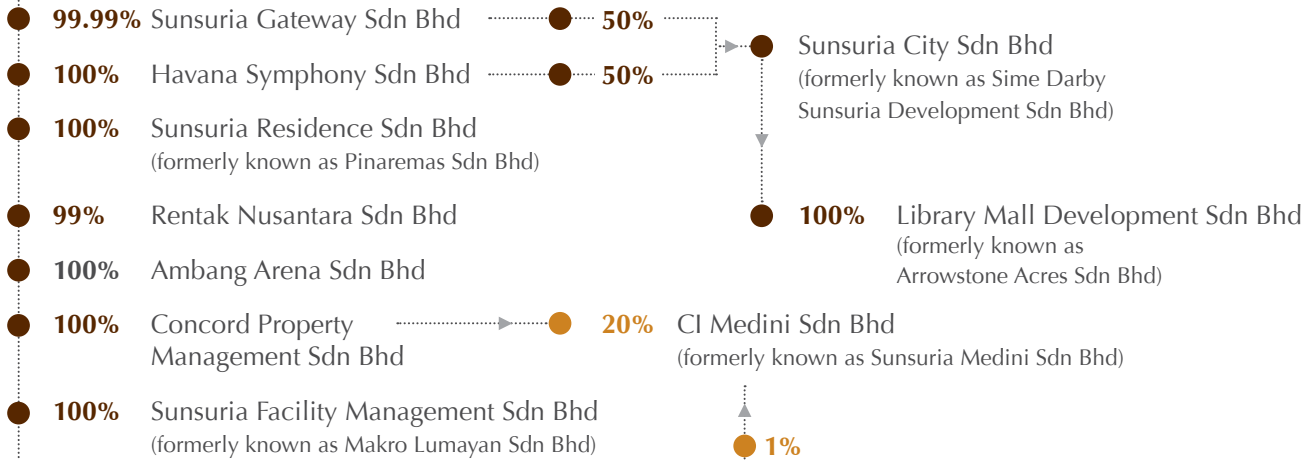 99.99% Sunsuria Gateway Sdn Bhd 50%
100% Havana Symphony Sdn Bhd 50%
Sunsuria City Sdn Bhd
(formerly known as Sime Darby
Sunsuria Development Sdn Bhd)
100% Sunsuria Residence Sdn Bhd
(formerly known as Pinaremas Sdn Bhd)
99% Rentak Nusantara Sdn Bhd
100% Library Mall Development Sdn Bhd
(formerly known as
Arrowstone Acres Sdn Bhd)
100% Ambang Arena Sdn Bhd
100% Concord Property
Management Sdn Bhd
20% CI Medini Sdn Bhd
(formerly known as Sunsuria Medini Sdn Bhd)
100% Sunsuria Facility Management Sdn Bhd
(formerly known as Makro Lumayan Sdn Bhd)
1%